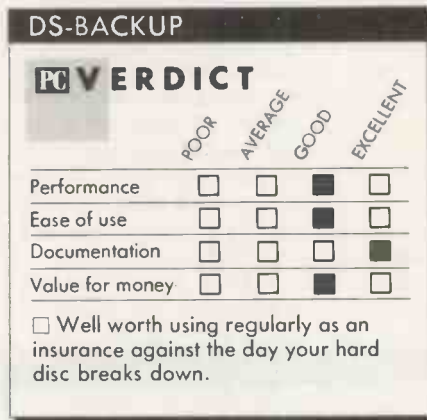 DS-BACKUP
PC VERDICT
POOR AVERAGE GOOD EXCELLENT
Performance
Ease of use
Documentation
Value for money
Well worth using regularly as an
insurance against the day your hard
disc breaks down.